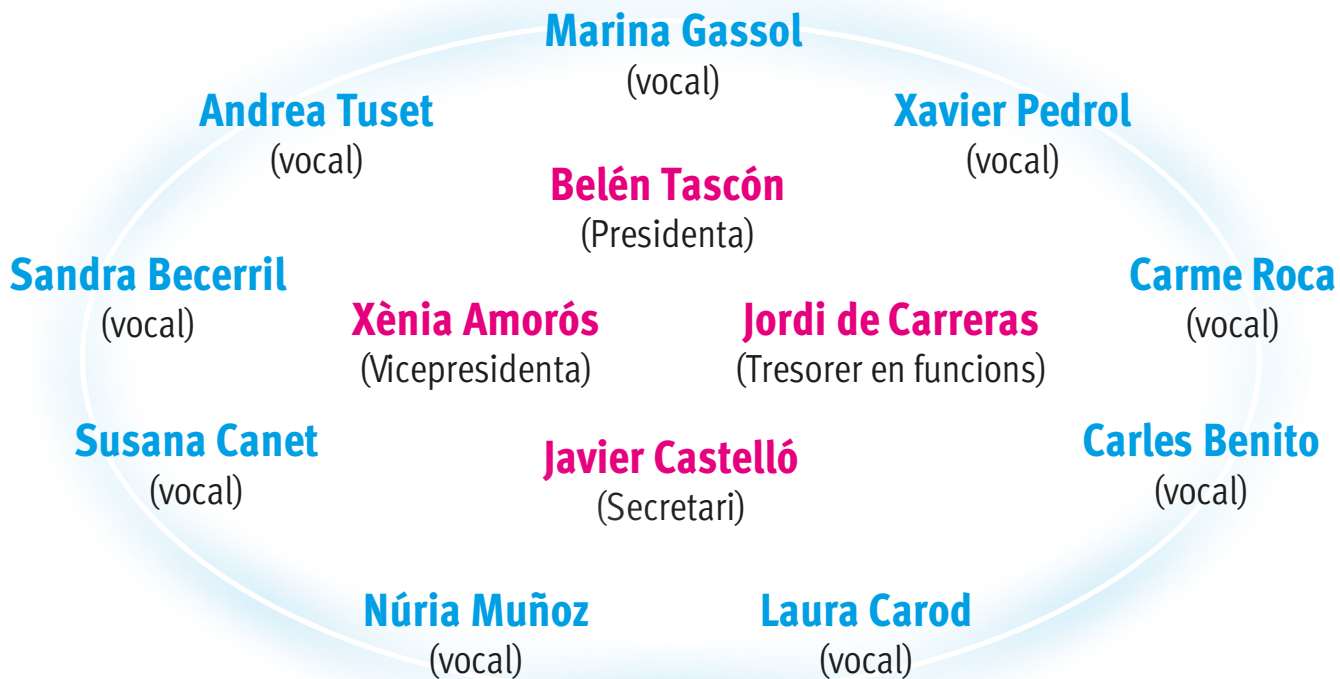 Marina Gassol
(vocal)
Andrea Tuset
(vocal)
Xavier Pedrol
(vocal)
Belén Tascón
(Presidenta)
Sandra Becerril
(vocal)
Carme Roca
(vocal)
Xènia Amorós
(Vicepresidenta)
Jordi de Carreras
(Tresorer en funcions)
Susana Canet
(vocal)
Carles Benito
(vocal)
Javier Castelló
(Secretari)
Núria Muñoz
(vocal)
Laura Carod
(vocal)